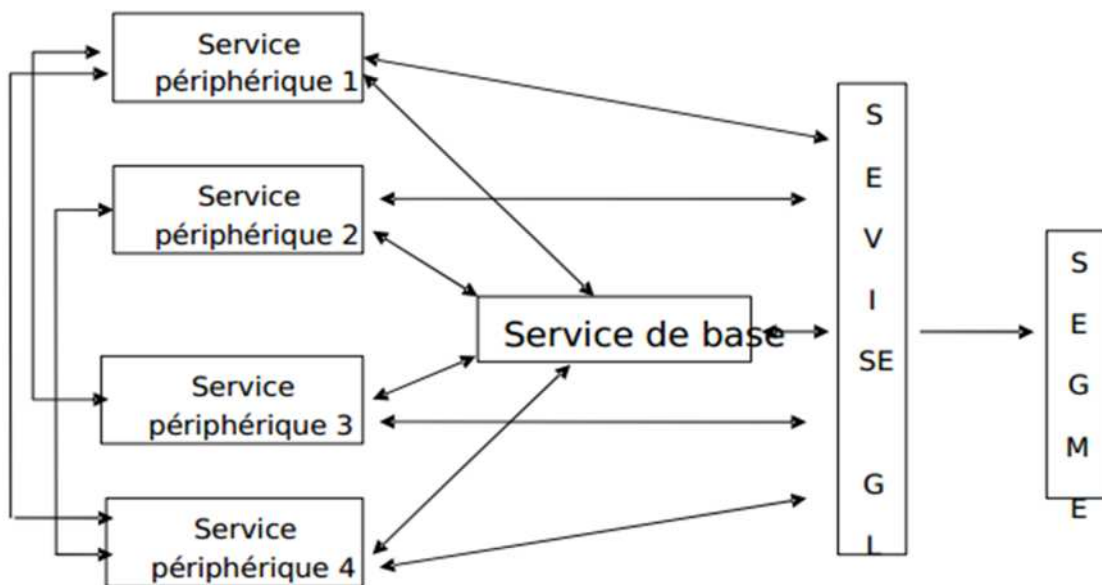 Service
périphérique 1
Service
périphérique 2
Service de base
Service
périphérique 3
Service
périphérique 4
S
E
V
I
SE
G
L
S
E
G
M
E